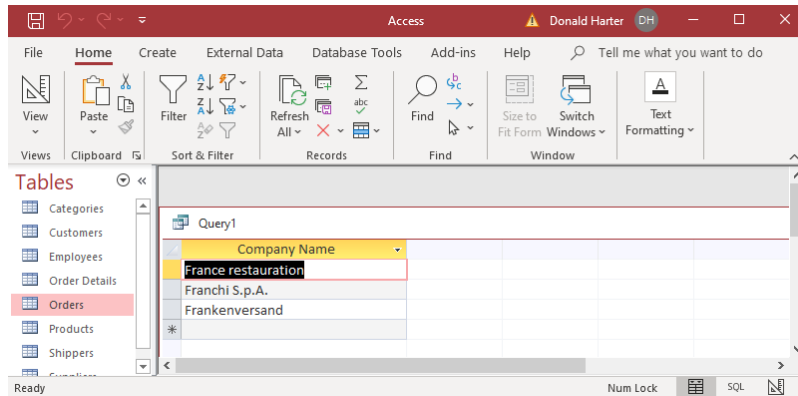 Access
Donald Harter DH
File Home Create External Data Database Tools Add-ins Help Tell me what you want to do
View
Paste
Filter
Refresh All
abc
Find
Size to Fit Form
Switch Windows
A
Text Formatting
Views Clipboard Sort & Filter Records Find Window
Tables
Categories
Customers
Employees
Order Details
Orders
Products
Shippers
Query1
Company Name
France restauration
Franchi S.p.A.
Frankenversand
Ready
Num Lock SQL